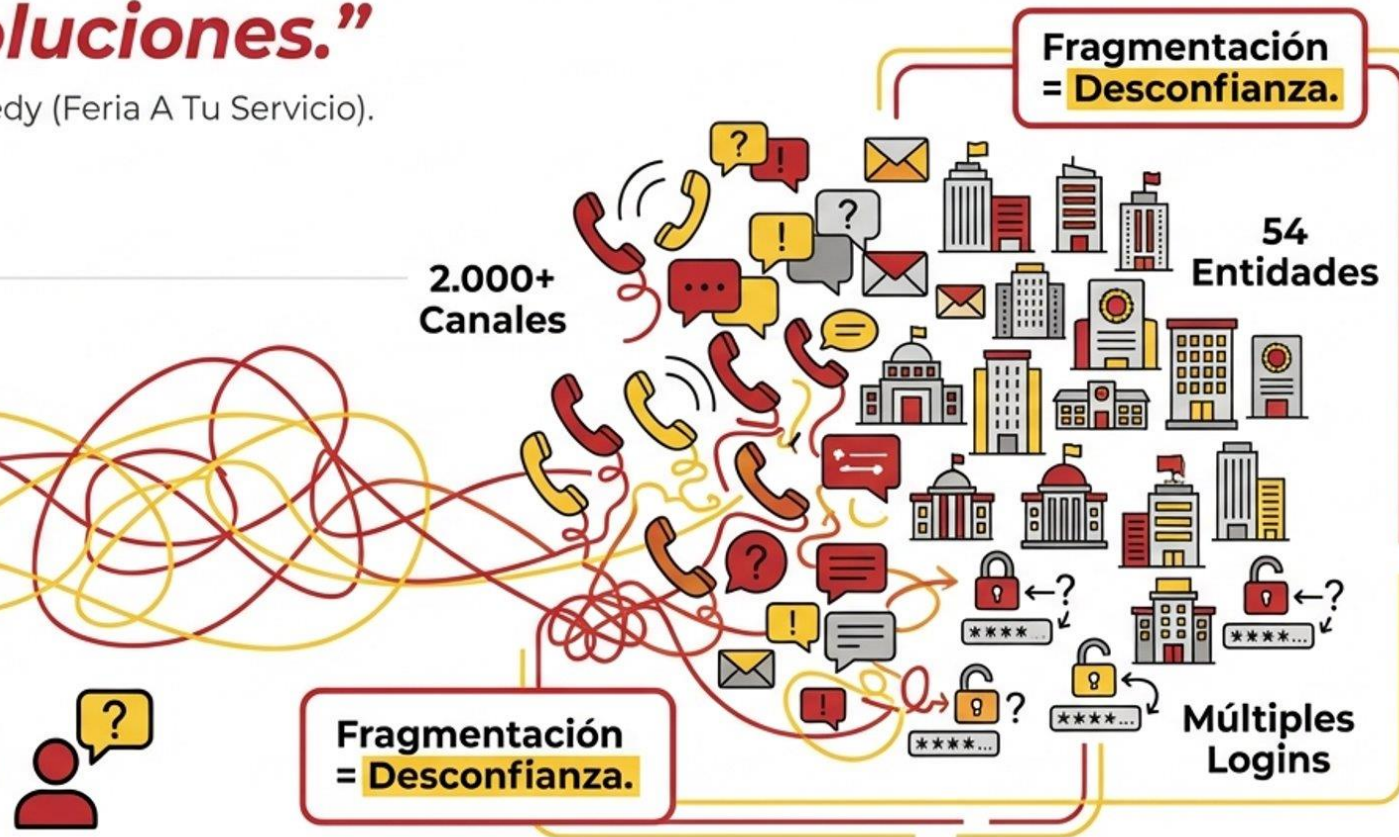 oluciones.”
edy (Feria A Tu Servicio).
Fragmentación
= Desconfianza.
?
!
?
!
...
2.000+
Canales
54
Entidades
?
!
?
****...
?
****...
!
?
****...
****...
?
Múltiples
Logins
Fragmentación
= Desconfianza.